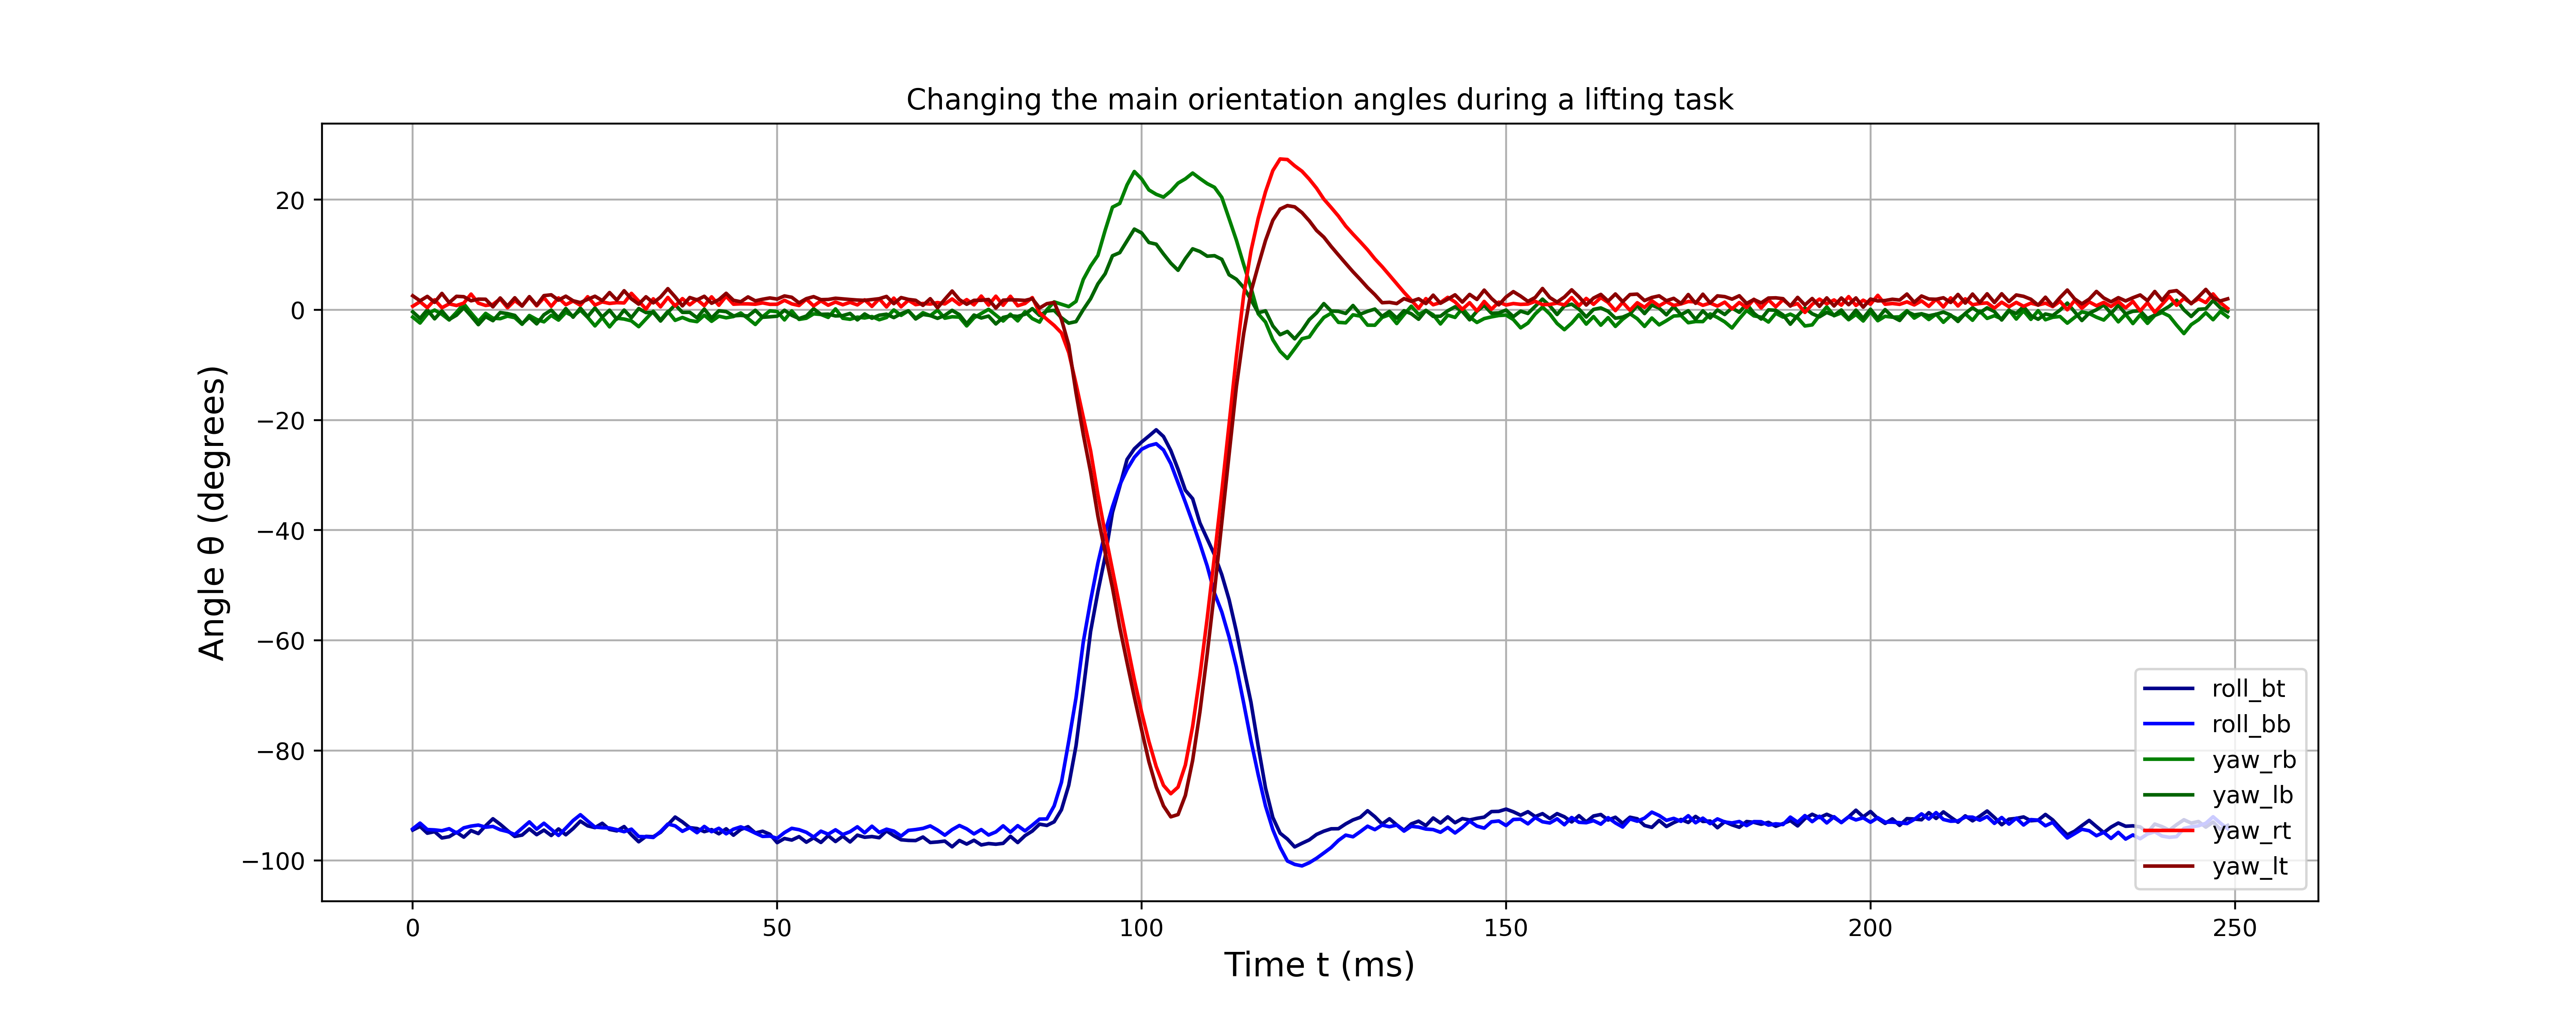 Changing the main orientation angles during a lifting task
Angle θ (degrees)
20
0
−20
−40
−60
−80
−100
0 50 100 150 200 250
Time t (ms)
roll_bt
roll_bb
yaw_rb
yaw_lb
yaw_rt
yaw_lt